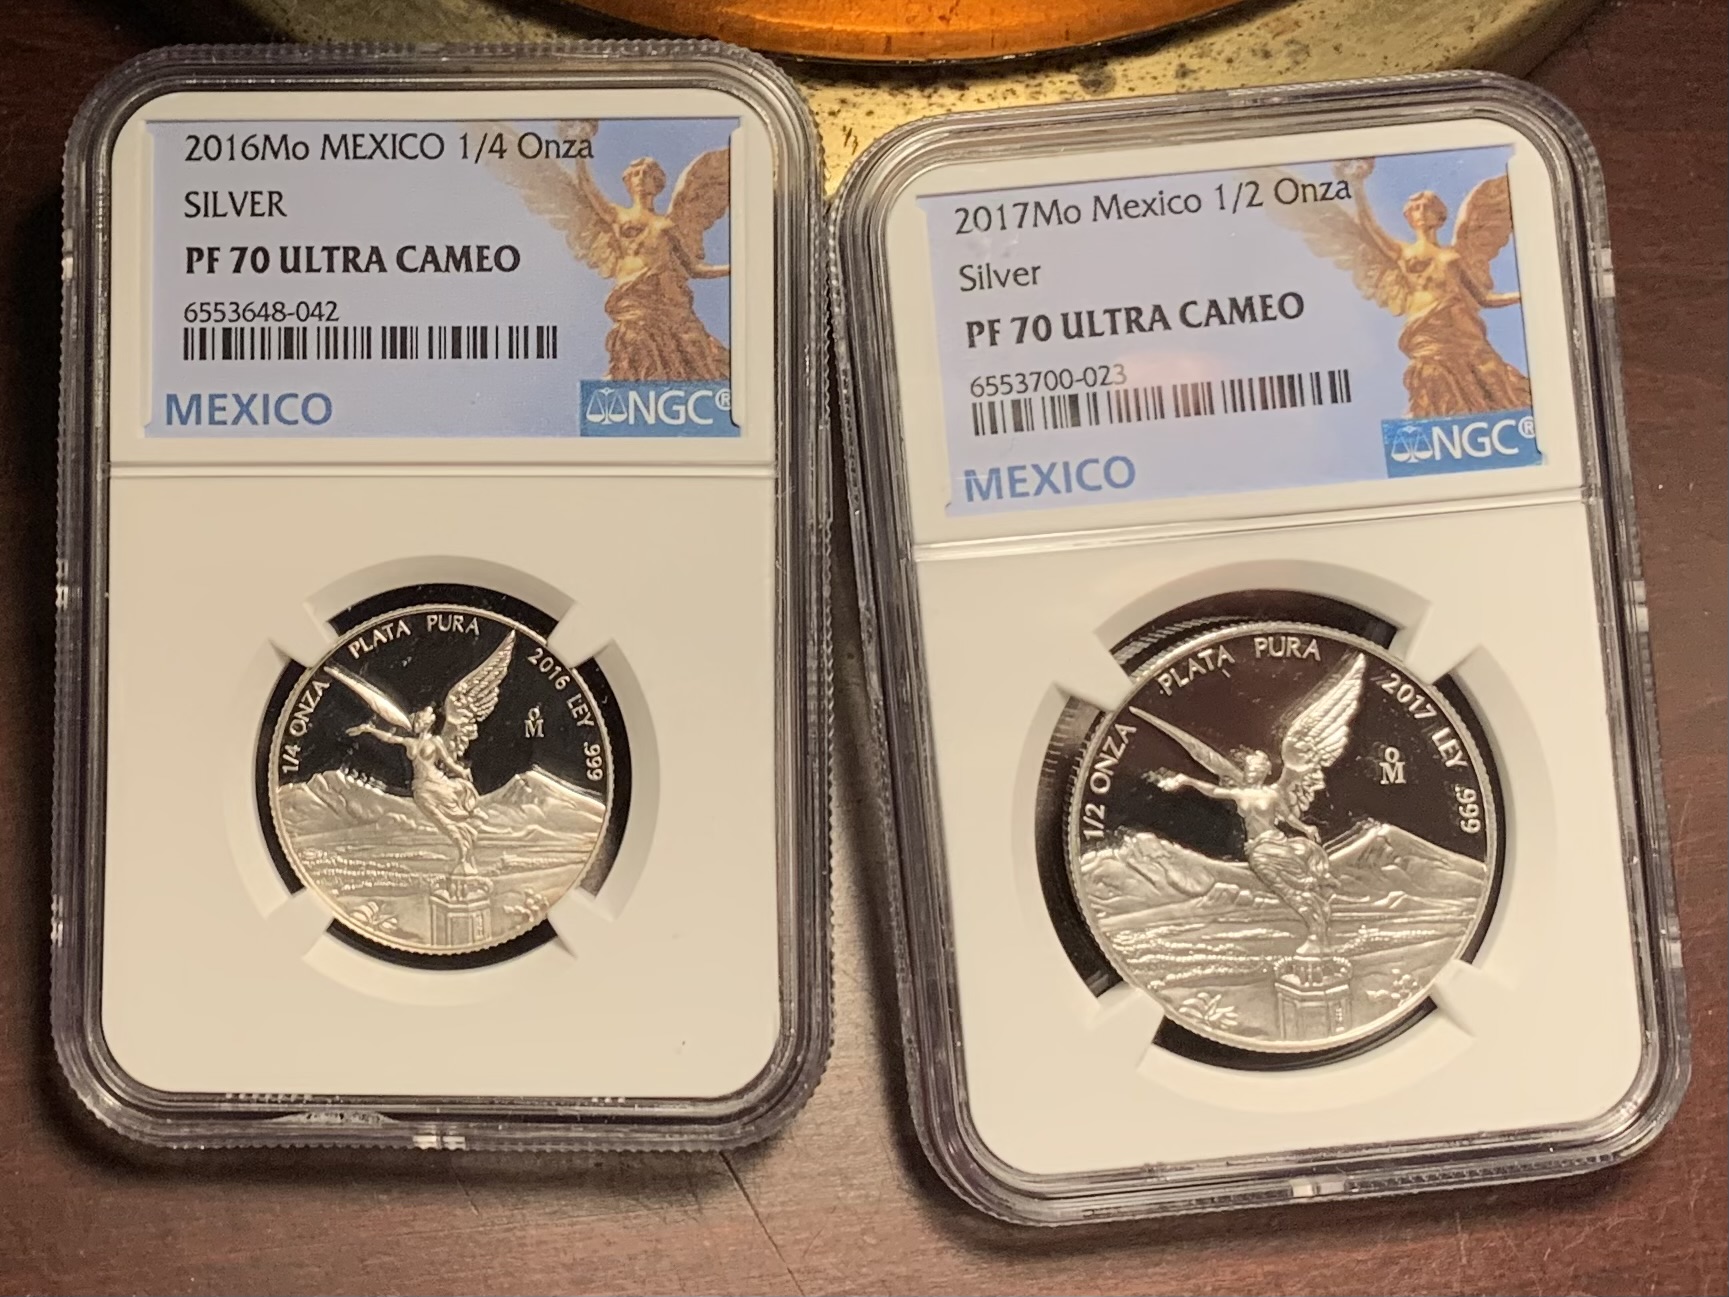 2016Mo MEXICO 1/4 Onza
SILVER
PF 70 ULTRA CAMEO
6553648-042
MEXICO
NGC®
1/4 ONZA PLATA PURA 2016 LEY .999
oM
2017Mo Mexico 1/2 Onza
Silver
PF 70 ULTRA CAMEO
6553700-023
MEXICO
NGC®
1/2 ONZA PLATA PURA 2017 LEY .999
oM